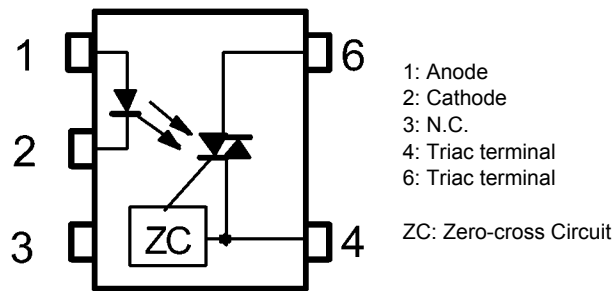 1
2
3
ZC
6
4
1: Anode
2: Cathode
3: N.C.
4: Triac terminal
6: Triac terminal
ZC: Zero-cross Circuit